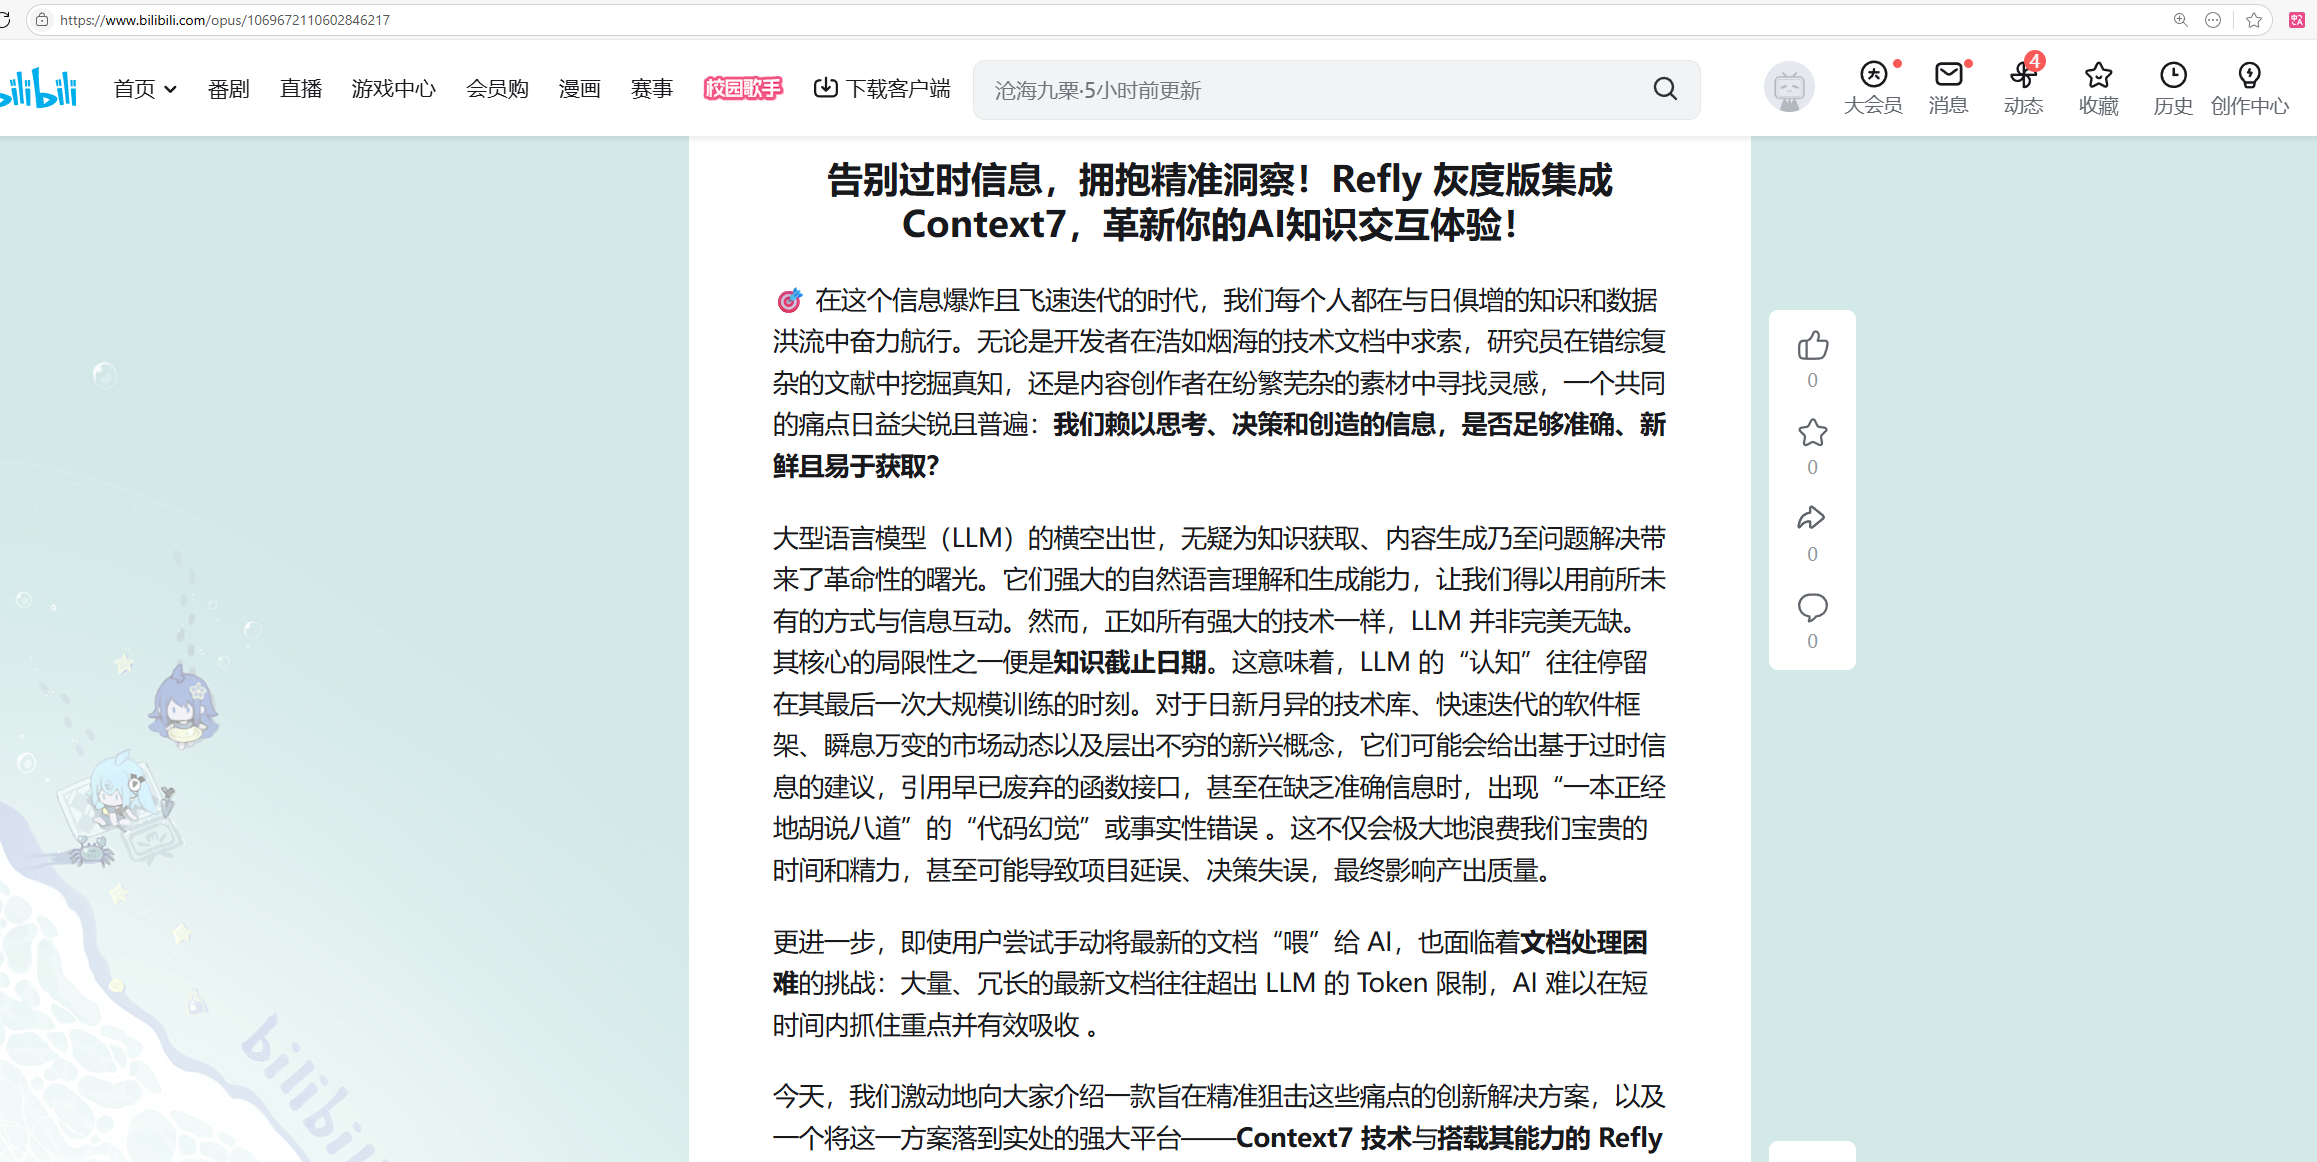 https://www.bilibili.com/opus/1069672110602846217
bilibili
首页
番剧
直播
游戏中心
会员购
漫画
赛事
校园歌手
下载客户端
沧海九粟·5小时前更新
大会员
消息
4
动态
收藏
历史
创作中心
告别过时信息，拥抱精准洞察！Refly 灰度版集成
Context7，革新你的AI知识交互体验！
🎯 在这个信息爆炸且飞速迭代的时代，我们每个人都在与日俱增的知识和数据
洪流中奋力航行。无论是开发者在浩如烟海的技术文档中求索，研究员在错综复
杂的文献中挖掘真知，还是内容创作者在纷繁芜杂的素材中寻找灵感，一个共同
的痛点日益尖锐且普遍：我们赖以思考、决策和创造的信息，是否足够准确、新
鲜且易于获取？
大型语言模型（LLM）的横空出世，无疑为知识获取、内容生成乃至问题解决带
来了革命性的曙光。它们强大的自然语言理解和生成能力，让我们得以用前所未
有的方式与信息互动。然而，正如所有强大的技术一样，LLM 并非完美无缺。
其核心的局限性之一便是知识截止日期。这意味着，LLM 的“认知”往往停留
在其最后一次大规模训练的时刻。对于日新月异的技术库、快速迭代的软件框
架、瞬息万变的市场动态以及层出不穷的新兴概念，它们可能会给出基于过时信
息的建议，引用早已废弃的函数接口，甚至在缺乏准确信息时，出现“一本正经
地胡说八道”的“代码幻觉”或事实性错误 。这不仅会极大地浪费我们宝贵的
时间和精力，甚至可能导致项目延误、决策失误，最终影响产出质量。
更进一步，即使用户尝试手动将最新的文档“喂”给 AI，也面临着文档处理困
难的挑战：大量、冗长的最新文档往往超出 LLM 的 Token 限制，AI 难以在短
时间内抓住重点并有效吸收 。
今天，我们激动地向大家介绍一款旨在精准狙击这些痛点的创新解决方案，以及
一个将这一方案落到实处的强大平台——Context7 技术与搭载其能力的 Refly
0
0
0
0
bilibili